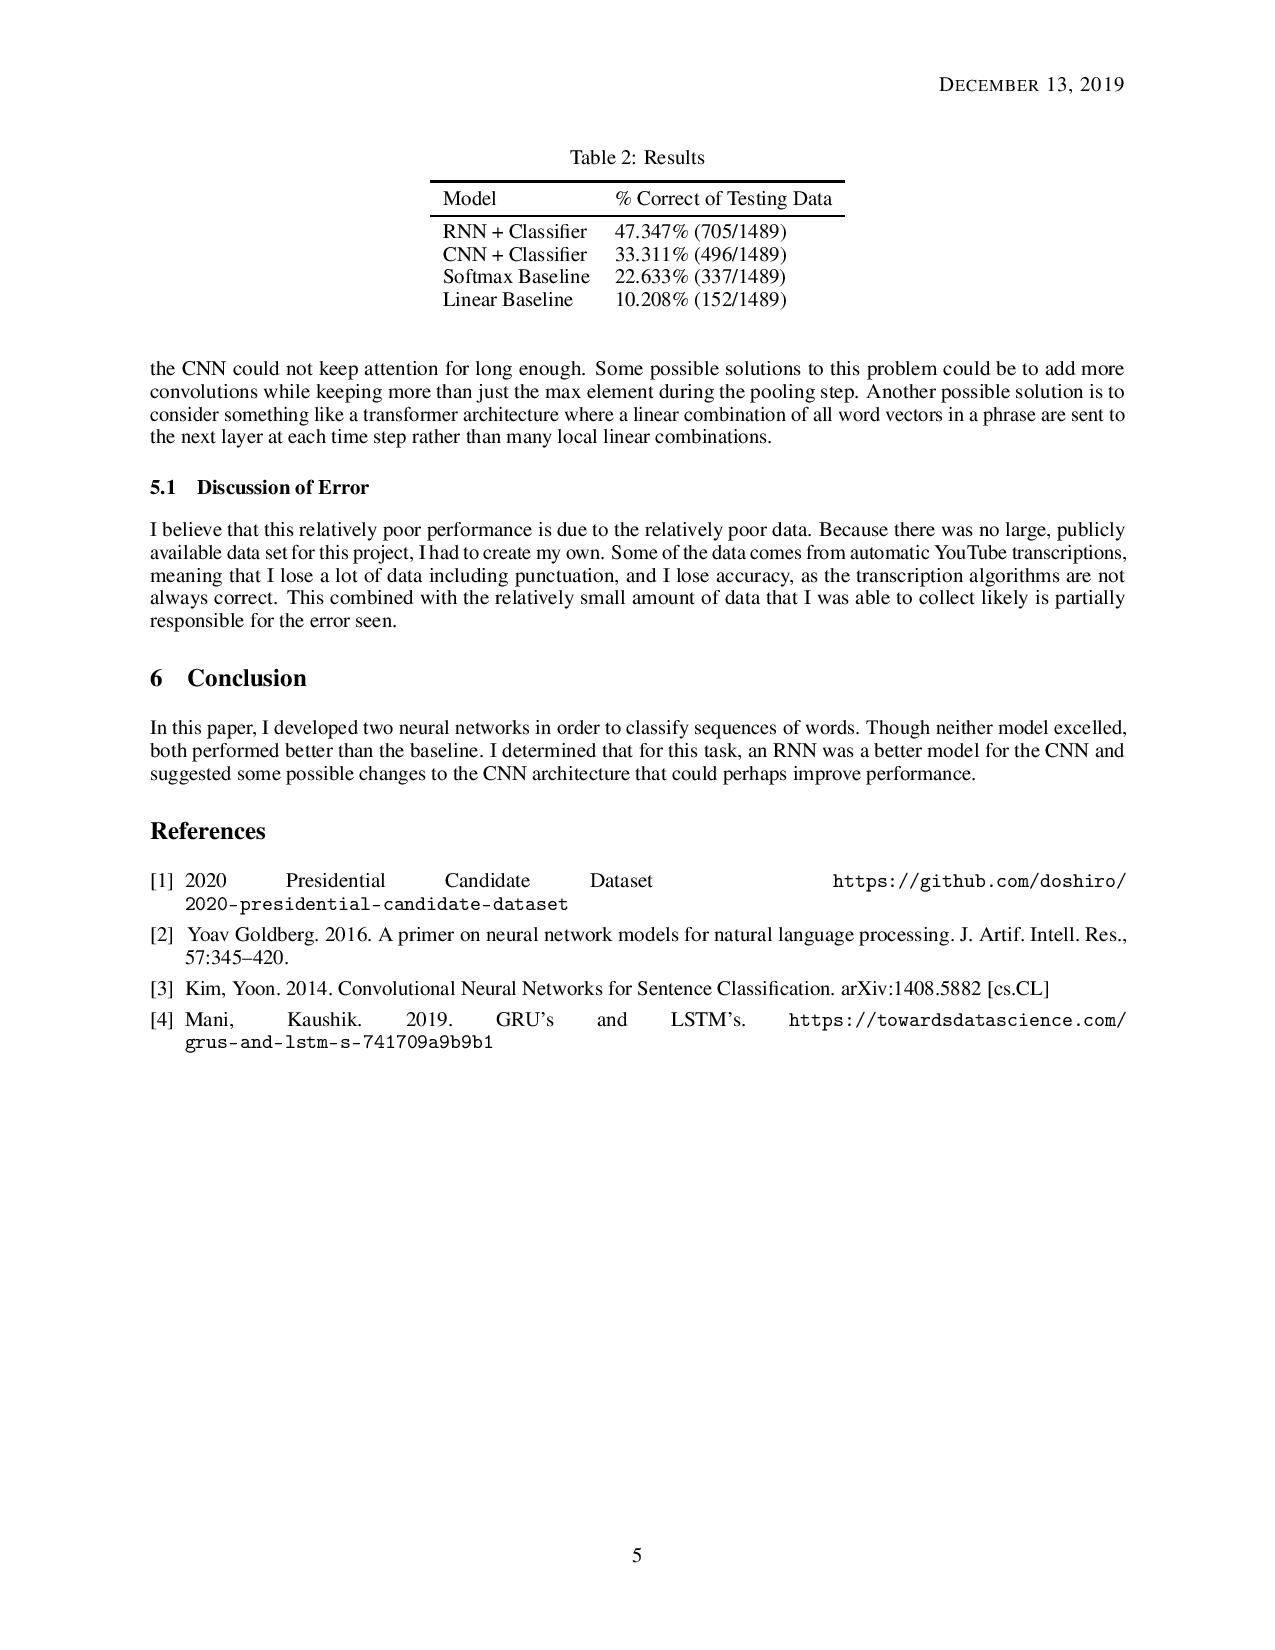 DECEMBER 13, 2019
Table 2: Results
Model % Correct of Testing Data
RNN + Classifier 47.347% (705/1489)
CNN + Classifier 33.311% (496/1489)
Softmax Baseline 22.633% (337/1489)
Linear Baseline 10.208% (152/1489)
the CNN could not keep attention for long enough. Some possible solutions to this problem could be to add more
convolutions while keeping more than just the max element during the pooling step. Another possible solution is to
consider something like a transformer architecture where a linear combination of all word vectors in a phrase are sent to
the next layer at each time step rather than many local linear combinations.
5.1 Discussion of Error
I believe that this relatively poor performance is due to the relatively poor data. Because there was no large, publicly
available data set for this project, I had to create my own. Some of the data comes from automatic YouTube transcriptions,
meaning that I lose a lot of data including punctuation, and I lose accuracy, as the transcription algorithms are not
always correct. This combined with the relatively small amount of data that I was able to collect likely is partially
responsible for the error seen.
6 Conclusion
In this paper, I developed two neural networks in order to classify sequences of words. Though neither model excelled,
both performed better than the baseline. I determined that for this task, an RNN was a better model for the CNN and
suggested some possible changes to the CNN architecture that could perhaps improve performance.
References
[1] 2020 Presidential Candidate Dataset https://github.com/doshiro/
2020-presidential-candidate-dataset
[2] Yoav Goldberg. 2016. A primer on neural network models for natural language processing. J. Artif. Intell. Res.,
57:345–420.
[3] Kim, Yoon. 2014. Convolutional Neural Networks for Sentence Classification. arXiv:1408.5882 [cs.CL]
[4] Mani, Kaushik. 2019. GRU's and LSTM's. https://towardsdatascience.com/
grus-and-lstm-s-741709a9b9b1
5